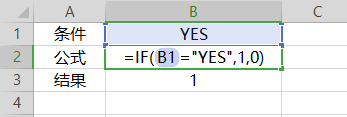 A B C
1 条件 YES
2 公式 =IF(B1="YES",1,0)
3 结果 1